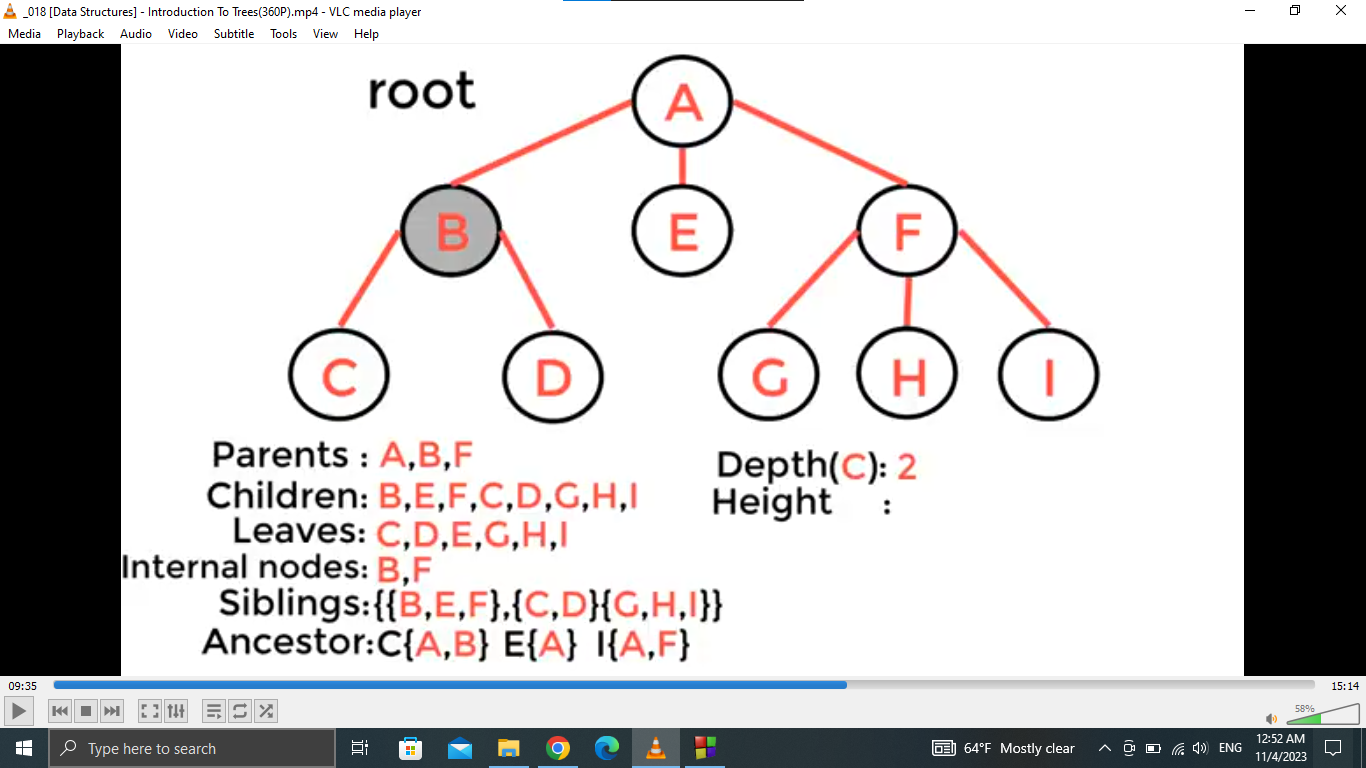 _018 [Data Structures] - Introduction To Trees(360P).mp4 - VLC media player
Media Playback Audio Video Subtitle Tools View Help
root
A
B E F
C D G H I
Parents : A,B,F
Children: B,E,F,C,D,G,H,I
Leaves: C,D,E,G,H,I
Internal nodes: B,F
Siblings:{{B,E,F},{C,D}{G,H,I}}
Ancestor:C{A,B} E{A} I{A,F}
Depth(C): 2
Height :
09:35
15:14
58%
Type here to search
64°F Mostly clear
ENG
12:52 AM
11/4/2023